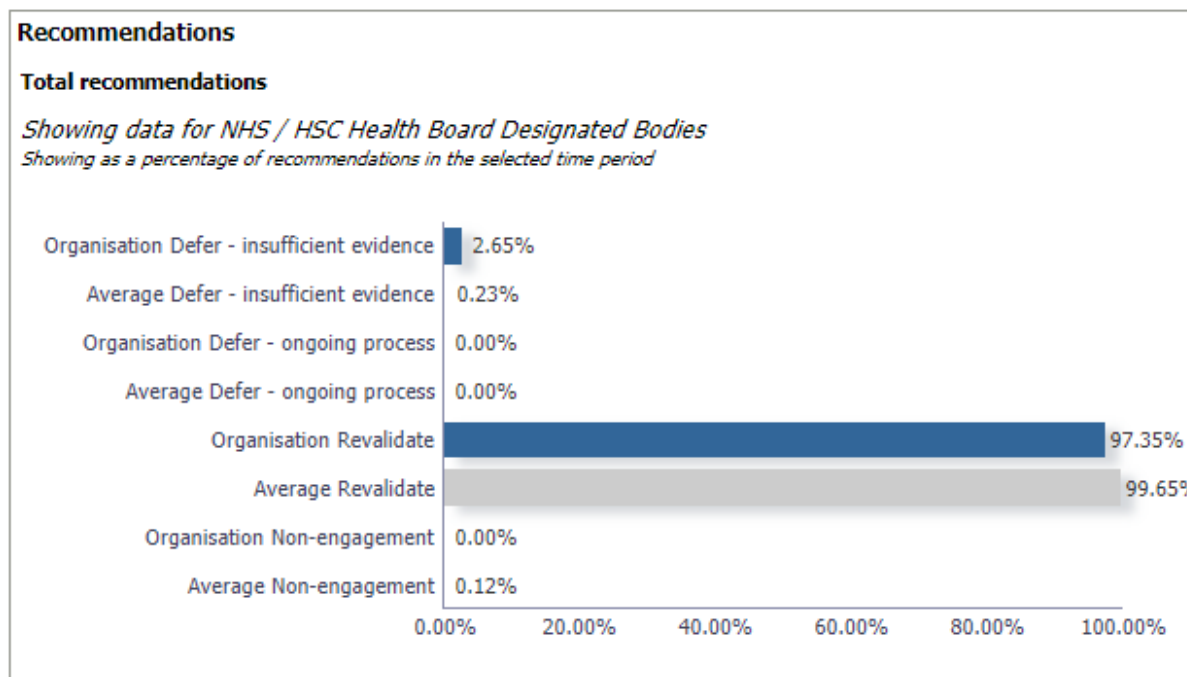 Recommendations
Total recommendations
Showing data for NHS / HSC Health Board Designated Bodies
Showing as a percentage of recommendations in the selected time period
Organisation Defer - insufficient evidence 2.65%
Average Defer - insufficient evidence 0.23%
Organisation Defer - ongoing process 0.00%
Average Defer - ongoing process 0.00%
Organisation Revalidate 97.35%
Average Revalidate 99.65%
Organisation Non-engagement 0.00%
Average Non-engagement 0.12%
0.00% 20.00% 40.00% 60.00% 80.00% 100.00%